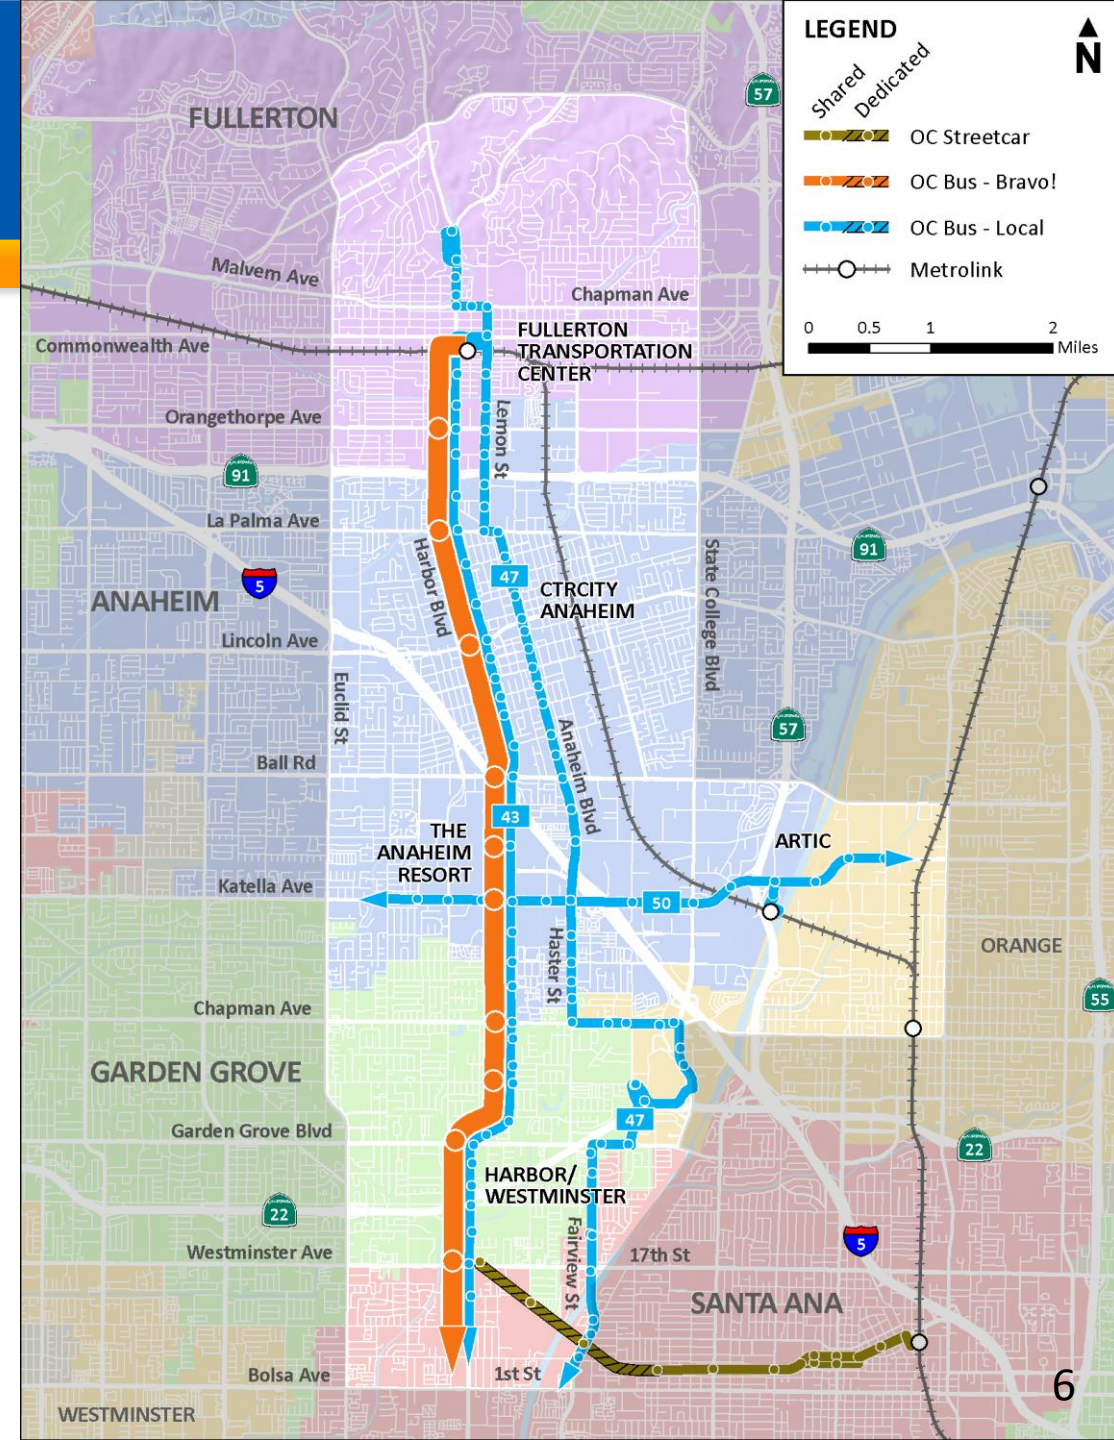 LEGEND
N
Shared
Dedicated
OC Streetcar
OC Bus - Bravo!
OC Bus - Local
Metrolink
0 0.5 1 2
Miles
57
FULLERTON
Malvern Ave
Chapman Ave
Commonwealth Ave
FULLERTON
TRANSPORTATION
CENTER
Orangethorpe Ave
Lemon St
91
La Palma Ave
91
5
Harbor Blvd
47
CTRCITY
ANAHEIM
State College Blvd
ANAHEIM
Lincoln Ave
Euclid St
57
Anaheim Blvd
Ball Rd
43
THE
ANAHEIM
RESORT
ARTIC
Katella Ave
50
Haster St
ORANGE
55
Chapman Ave
GARDEN GROVE
47
Garden Grove Blvd
22
HARBOR/
WESTMINSTER
22
Fairview St
5
Westminster Ave
17th St
SANTA ANA
Bolsa Ave
1st St
6
WESTMINSTER